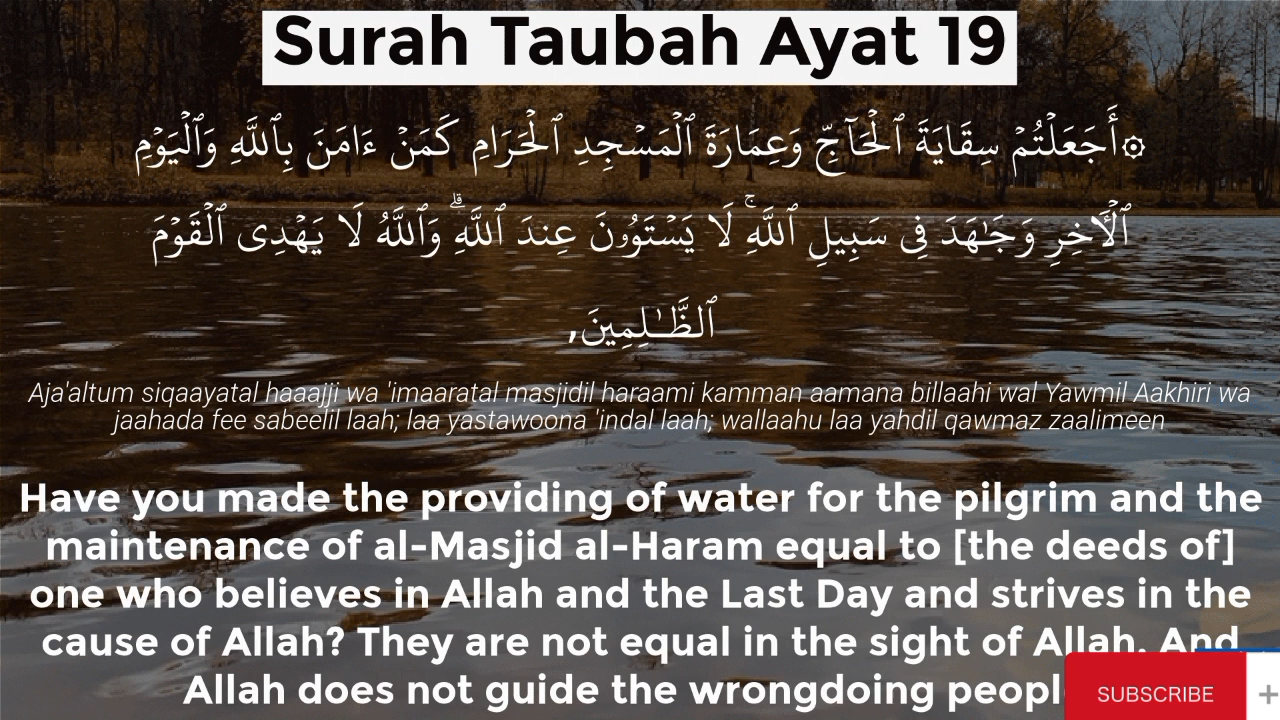 Surah Taubah Ayat 19
۞أَجَعَلْتُمْ سِقَايَةَ ٱلْحَآجِّ وَعِمَارَةَ ٱلْمَسْجِدِ ٱلْحَرَامِ كَمَنْ ءَامَنَ بِٱللَّهِ وَٱلْيَوْمِ
ٱلْـَٔاخِرِ وَجَـٰهَدَ فِى سَبِيلِ ٱللَّهِ ۚ لَا يَسْتَوُۥنَ عِندَ ٱللَّهِ ۗ وَٱللَّهُ لَا يَهْدِى ٱلْقَوْمَ
ٱلظَّـٰلِمِينَ,
Aja'altum siqaayatal haaajji wa 'imaaratal masjidil haraami kamman aamana billaahi wal Yawmil Aakhiri wa
jaahada fee sabeelil laah; laa yastawoona 'indal laah; wallaahu laa yahdil qawmaz zaalimeen
Have you made the providing of water for the pilgrim and the
maintenance of al-Masjid al-Haram equal to [the deeds of]
one who believes in Allah and the Last Day and strives in the
cause of Allah? They are not equal in the sight of Allah. And
Allah does not guide the wrongdoing peopl
SUBSCRIBE +